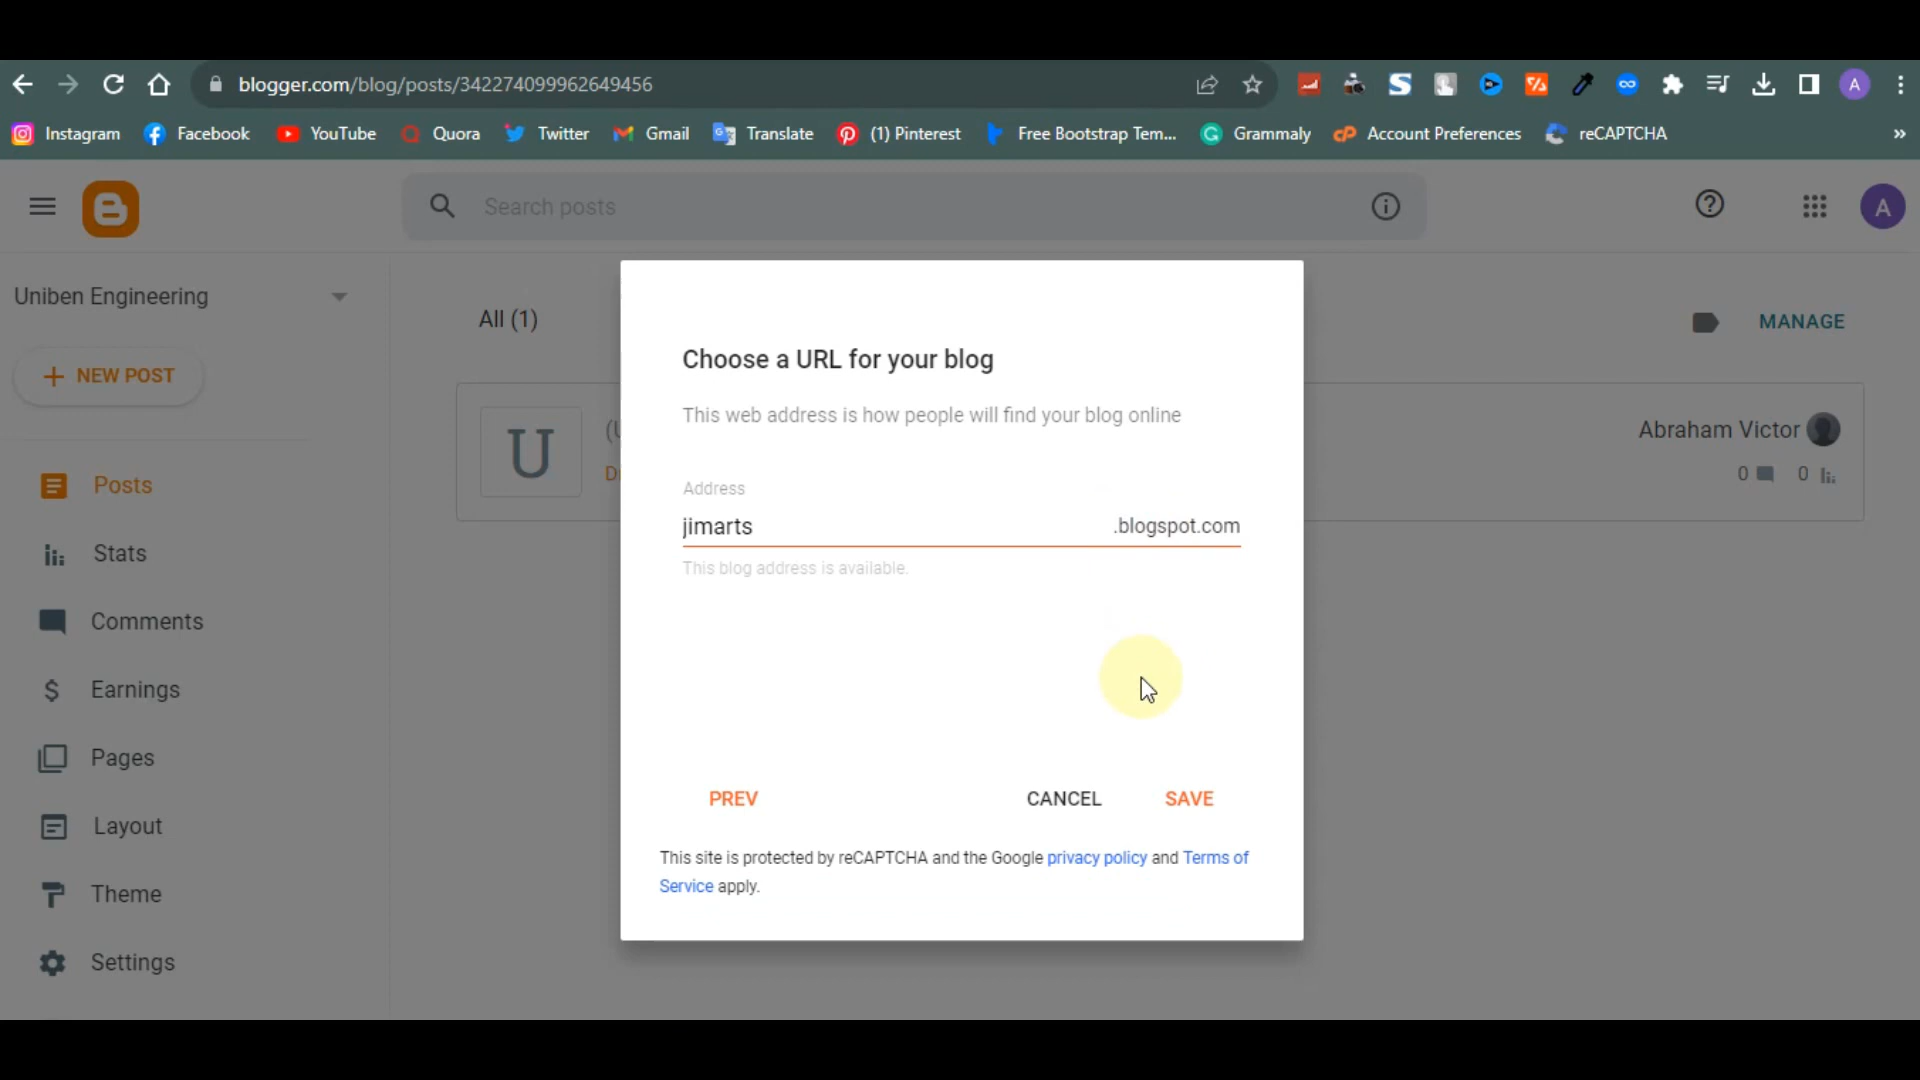 blogger.com/blog/posts/342274099962649456
A
Instagram
Facebook
YouTube
Quora
Twitter
Gmail
Translate
(1) Pinterest
Free Bootstrap Tem...
Grammaly
Account Preferences
reCAPTCHA
»
Search posts
A
Uniben Engineering
NEW POST
Posts
Stats
Comments
Earnings
Pages
Layout
Theme
Settings
All (1)
MANAGE
U
Abraham Victor
0
0
Choose a URL for your blog
This web address is how people will find your blog online
Address
jimarts
.blogspot.com
This blog address is available.
PREV
CANCEL
SAVE
This site is protected by reCAPTCHA and the Google privacy policy and Terms of
Service apply.